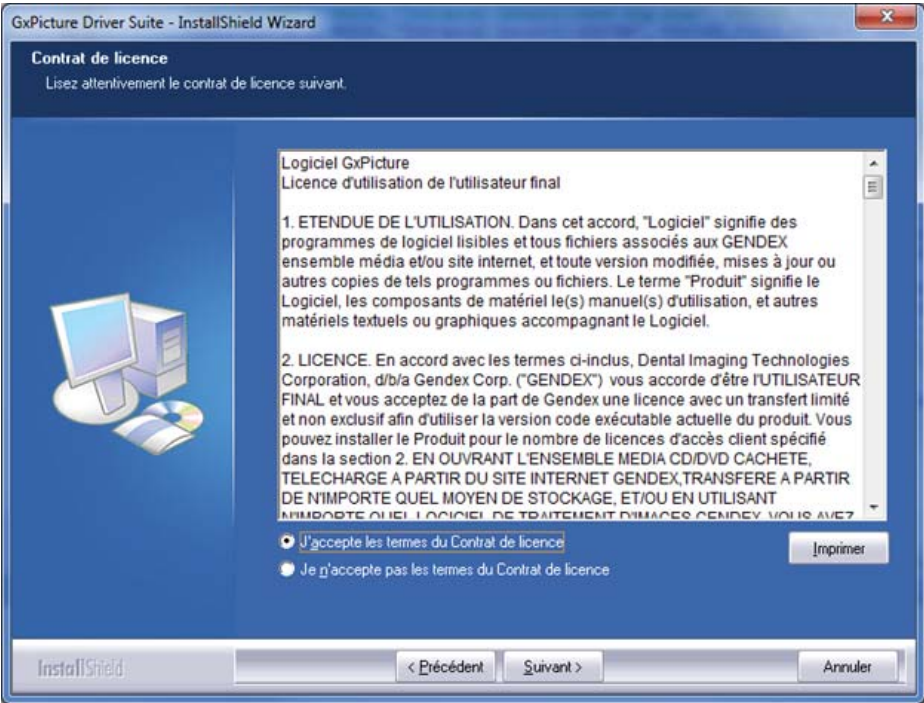 GxPicture Driver Suite - InstallShield Wizard
Contrat de licence
Lisez attentivement le contrat de licence suivant.
Logiciel GxPicture
Licence d'utilisation de l'utilisateur final
1. ETENDUE DE L'UTILISATION. Dans cet accord, "Logiciel" signifie des
programmes de logiciel lisibles et tous fichiers associés aux GENDEX
ensemble média et/ou site internet, et toute version modifiée, mises à jour ou
autres copies de tels programmes ou fichiers. Le terme "Produit" signifie le
Logiciel, les composants de matériel le(s) manuel(s) d'utilisation, et autres
matériels textuels ou graphiques accompagnant le Logiciel.
2. LICENCE. En accord avec les termes ci-inclus, Dental Imaging Technologies
Corporation, d/b/a Gendex Corp. ("GENDEX") vous accorde d'être l'UTILISATEUR
FINAL et vous acceptez de la part de Gendex une licence avec un transfert limité
et non exclusif afin d'utiliser la version code exécutable actuelle du produit. Vous
pouvez installer le Produit pour le nombre de licences d'accès client spécifié
dans la section 2. EN OUVRANT L'ENSEMBLE MEDIA CD/DVD CACHETE,
TELECHARGE A PARTIR DU SITE INTERNET GENDEX,TRANSFERE A PARTIR
DE N'IMPORTE QUEL MOYEN DE STOCKAGE, ET/OU EN UTILISANT
N'IMPORTE QUEL LOGICIEL DE TRAITEMENT D'IMAGES GENDEX, VOUS AVEZ
J'accepte les termes du Contrat de licence
Imprimer
Je n'accepte pas les termes du Contrat de licence
InstallShield
< Précédent
Suivant >
Annuler